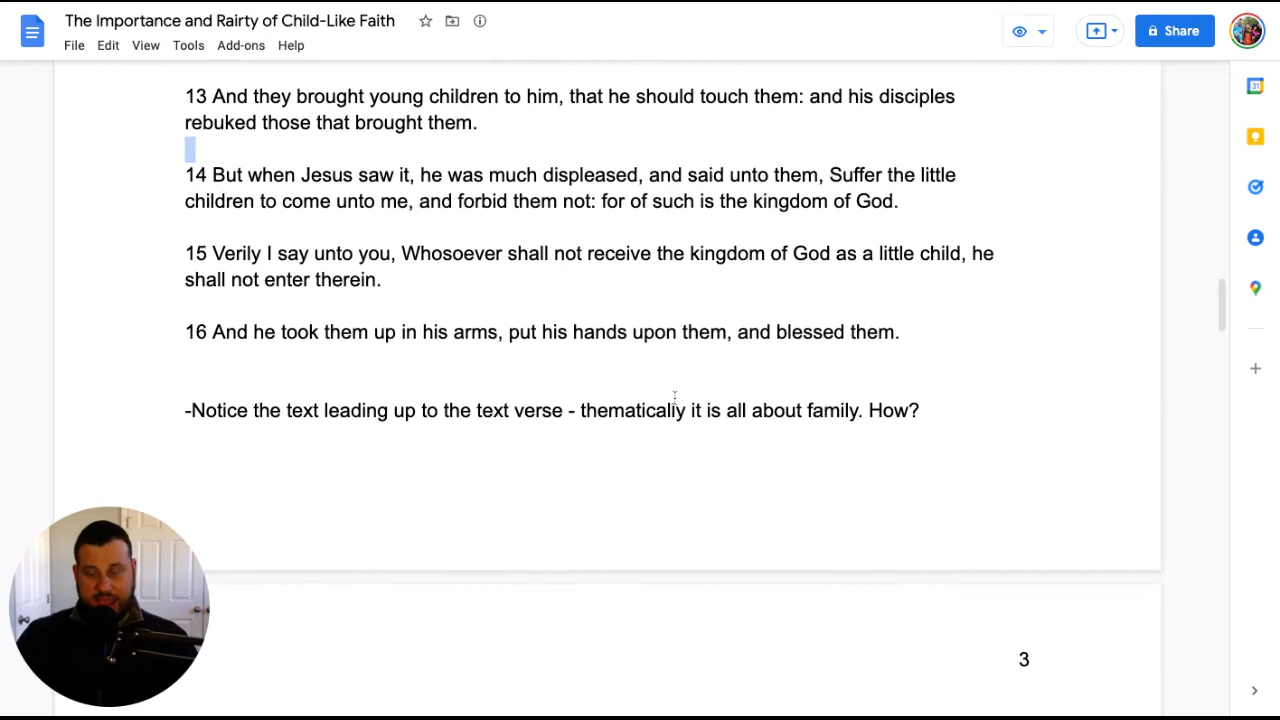 The Importance and Rairty of Child-Like Faith
File Edit View Tools Add-ons Help
Share
31
13 And they brought young children to him, that he should touch them: and his disciples
rebuked those that brought them.
14 But when Jesus saw it, he was much displeased, and said unto them, Suffer the little
children to come unto me, and forbid them not: for of such is the kingdom of God.
15 Verily I say unto you, Whosoever shall not receive the kingdom of God as a little child, he
shall not enter therein.
16 And he took them up in his arms, put his hands upon them, and blessed them.
-Notice the text leading up to the text verse - thematically it is all about family. How?
3